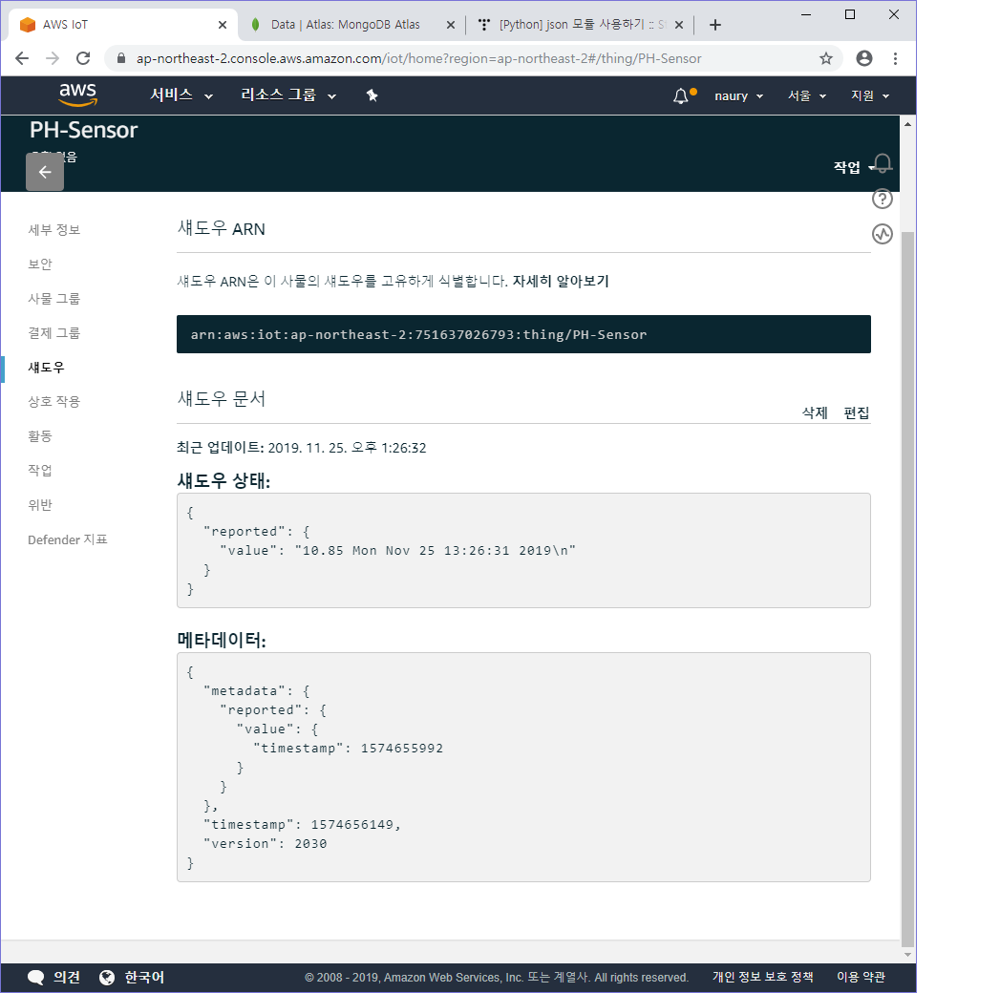 AWS IoT
Data | Atlas: MongoDB Atlas
[Python] json 모듈 사용하기 ::
ap-northeast-2.console.aws.amazon.com/iot/home?region=ap-northeast-2#/thing/PH-Sensor
aws 서비스 리소스 그룹 naury 서울 지원
PH-Sensor
없음
작업
세부 정보
보안
사물 그룹
결제 그룹
섀도우
상호 작용
활동
작업
위반
Defender 지표
섀도우 ARN
섀도우 ARN은 이 사물의 섀도우를 고유하게 식별합니다. 자세히 알아보기
arn:aws:iot:ap-northeast-2:751637026793:thing/PH-Sensor
섀도우 문서
삭제 편집
최근 업데이트: 2019. 11. 25. 오후 1:26:32
섀도우 상태:
{
"reported": {
"value": "10.85 Mon Nov 25 13:26:31 2019\n"
}
}
메타데이터:
{
"metadata": {
"reported": {
"value": {
"timestamp": 1574655992
}
}
},
"timestamp": 1574656149,
"version": 2030
}
의견 한국어 © 2008 - 2019, Amazon Web Services, Inc. 또는 계열사. All rights reserved. 개인 정보 보호 정책 이용 약관